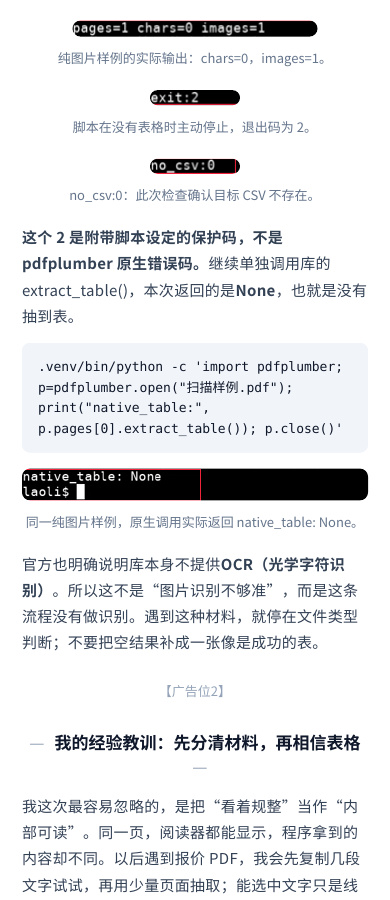 pages=1 chars=0 images=1
纯图片样例的实际输出：chars=0，images=1。
exit:2
脚本在没有表格时主动停止，退出码为 2。
no_csv:0
no_csv:0：此次检查确认目标 CSV 不存在。
这个 2 是附带脚本设定的保护码，不是
pdfplumber 原生错误码。继续单独调用库的
extract_table()，本次返回的是None，也就是没有
抽到表。
.venv/bin/python -c 'import pdfplumber;
p=pdfplumber.open("扫描样例.pdf");
print("native_table:",
p.pages[0].extract_table()); p.close()'
native_table: None
laoli$
同一纯图片样例，原生调用实际返回 native_table: None。
官方也明确说明库本身不提供OCR（光学字符识
别）。所以这不是“图片识别不够准”，而是这条
流程没有做识别。遇到这种材料，就停在文件类型
判断；不要把空结果补成一张像是成功的表。
【广告位2】
— 我的经验教训：先分清材料，再相信表格
—
我这次最容易忽略的，是把“看着规整”当作“内
部可读”。同一页，阅读器都能显示，程序拿到的
内容却不同。以后遇到报价 PDF，我会先复制几段
文字试试，再用少量页面抽取；能选中文字只是线